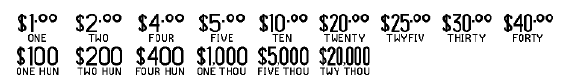 $1.00 $2.00 $4.00 $5.00 $10.00 $20.00 $25.00 $30.00 $40.00
ONE TWO FOUR FIVE TEN TWENTY TWYFIV THIRTY FORTY
$100 $200 $400 $1,000 $5,000 $20,000
ONE HUN TWO HUN FOUR HUN ONE THOU FIVE THOU TWY THOU